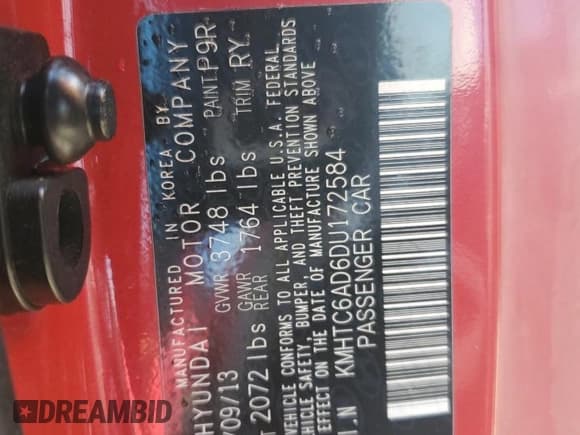 MANUFACTURED IN KOREA BY
HYUNDAI MOTOR COMPANY
/09/13 GVWR 3748 lbs PAINT P9R
2072 lbs GAWR REAR 1764 lbs TRIM RY
VEHICLE CONFORMS TO ALL APPLICABLE U.S.A. FEDERAL
VEHICLE SAFETY, BUMPER, AND THEFT PREVENTION STANDARDS
EFFECT ON THE DATE OF MANUFACTURE SHOWN ABOVE
I.N KMHTC6AD6DU172584
PASSENGER CAR
DREAMBID